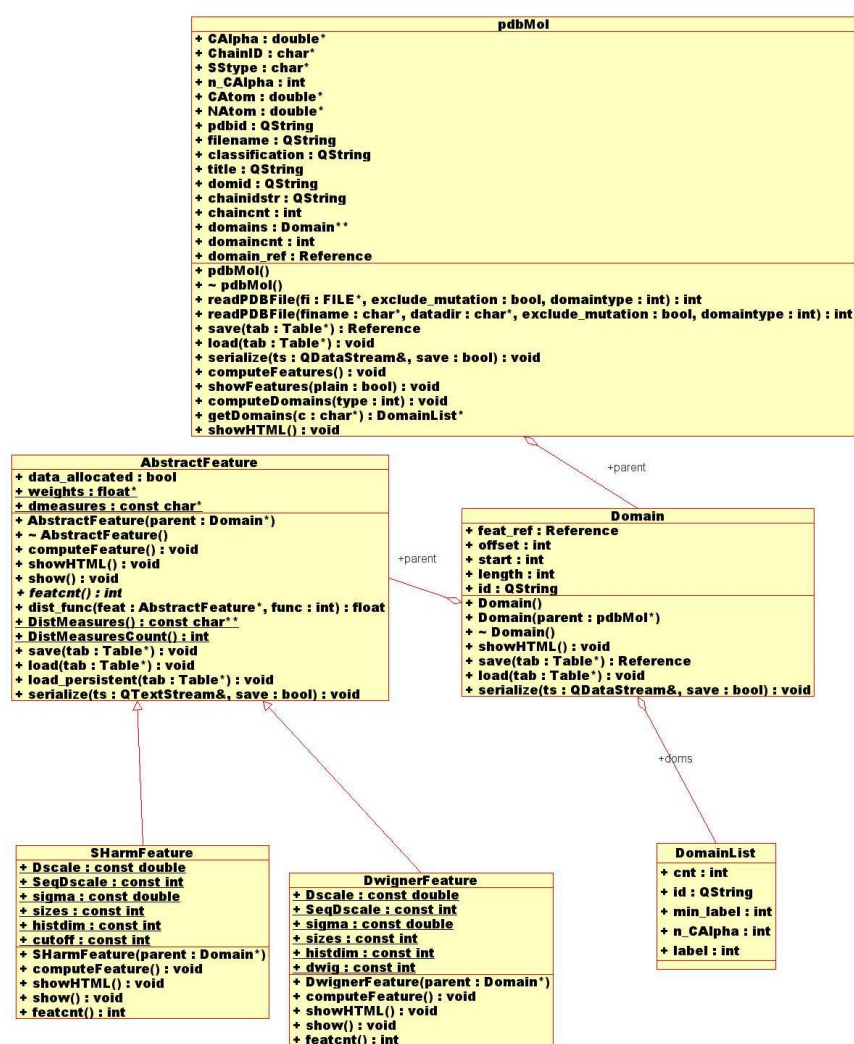 pdbMol
+ CAlpha : double*
+ ChainID : char*
+ SStype : char*
+ n_CAlpha : int
+ CAtom : double*
+ NAtom : double*
+ pdbid : QString
+ filename : QString
+ classification : QString
+ title : QString
+ domid : QString
+ chainidstr : QString
+ chaincnt : int
+ domains : Domain**
+ domaincnt : int
+ domain_ref : Reference
+ pdbMol()
+ ~ pdbMol()
+ readPDBFile(fi : FILE*, exclude_mutation : bool, domaintype : int) : int
+ readPDBFile(finame : char*, datadir : char*, exclude_mutation : bool, domaintype : int) : int
+ save(tab : Table*) : Reference
+ load(tab : Table*) : void
+ serialize(ts : QDataStream&, save : bool) : void
+ computeFeatures() : void
+ showFeatures(plain : bool) : void
+ computeDomains(type : int) : void
+ getDomains(c : char*) : DomainList*
+ showHTML() : void
+parent
AbstractFeature
+ data_allocated : bool
+ weights : float*
+ dmeasures : const char*
+ AbstractFeature(parent : Domain*)
+ ~ AbstractFeature()
+ computeFeature() : void
+ showHTML() : void
+ show() : void
+ featcnt() : int
+ dist_func(feat : AbstractFeature*, func : int) : float
+ DistMeasures() : const char**
+ DistMeasuresCount() : int
+ save(tab : Table*) : void
+ load(tab : Table*) : void
+ load_persistent(tab : Table*) : void
+ serialize(ts : QTextStream&, save : bool) : void
+parent
Domain
+ feat_ref : Reference
+ offset : int
+ start : int
+ length : int
+ id : QString
+ Domain()
+ Domain(parent : pdbMol*)
+ ~ Domain()
+ showHTML() : void
+ save(tab : Table*) : Reference
+ load(tab : Table*) : void
+ serialize(ts : QDataStream&, save : bool) : void
+doms
SHarmFeature
+ Dscale : const double
+ SeqDscale : const int
+ sigma : const double
+ sizes : const int
+ histdim : const int
+ cutoff : const int
+ SHarmFeature(parent : Domain*)
+ computeFeature() : void
+ showHTML() : void
+ show() : void
+ featcnt() : int
DwignerFeature
+ Dscale : const double
+ SeqDscale : const int
+ sigma : const double
+ sizes : const int
+ histdim : const int
+ dwig : const int
+ DwignerFeature(parent : Domain*)
+ computeFeature() : void
+ showHTML() : void
+ show() : void
+ featcnt() : int
DomainList
+ cnt : int
+ id : QString
+ min_label : int
+ n_CAlpha : int
+ label : int